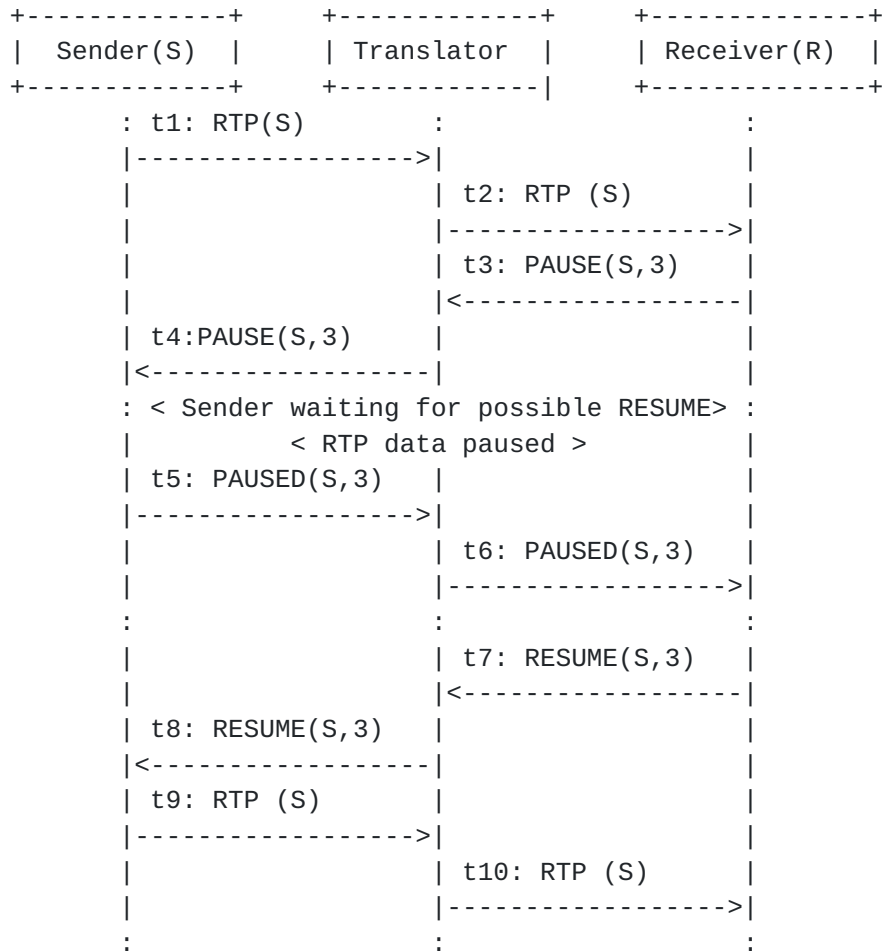 Sender(S) Translator Receiver(R)
t1: RTP(S)
t2: RTP (S)
t3: PAUSE(S,3)
t4:PAUSE(S,3)
< Sender waiting for possible RESUME>
< RTP data paused >
t5: PAUSED(S,3)
t6: PAUSED(S,3)
t7: RESUME(S,3)
t8: RESUME(S,3)
t9: RTP (S)
t10: RTP (S)